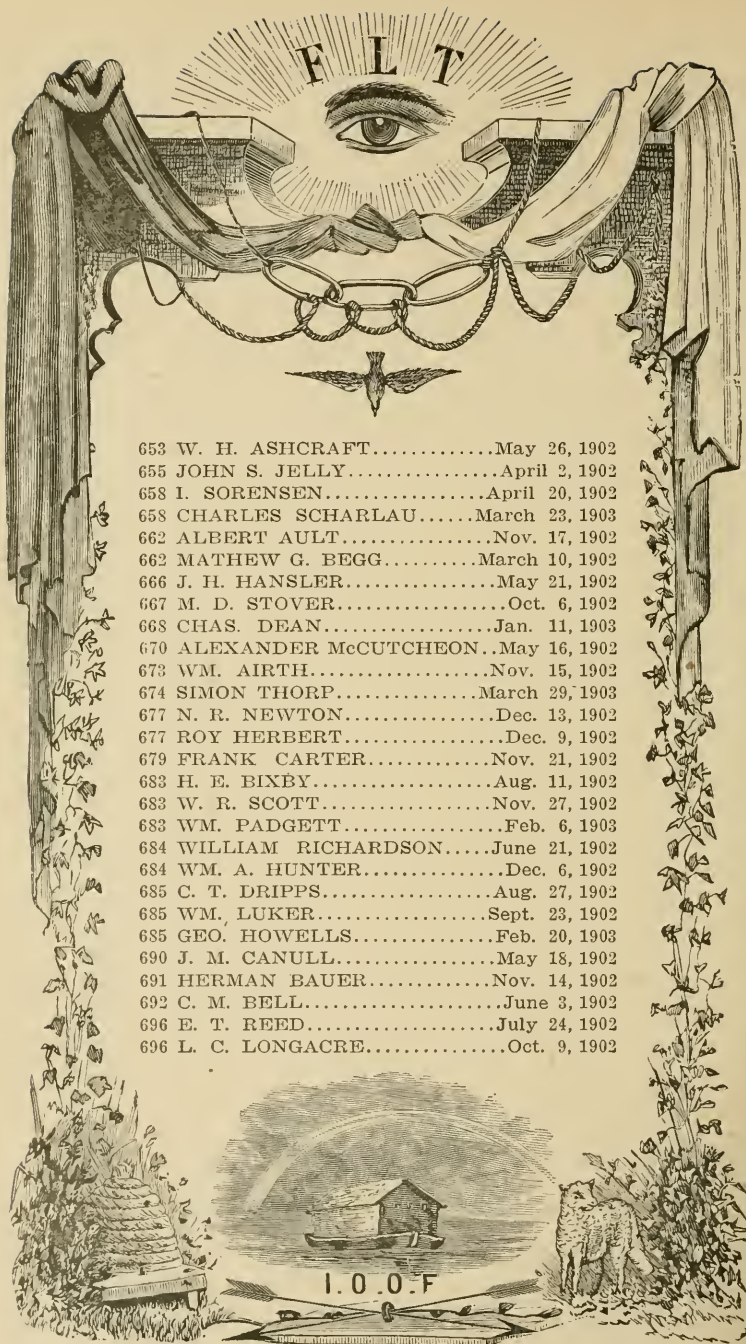 F L T
653 W. H. ASHCRAFT.............May 26, 1902
655 JOHN S. JELLY...............April 2, 1902
658 I. SORENSEN................April 20, 1902
658 CHARLES SCHARLAU......March 23, 1903
662 ALBERT AULT...............Nov. 17, 1902
662 MATHEW G. BEGG..........March 10, 1902
666 J. H. HANSLER...............May 21, 1902
667 M. D. STOVER.................Oct. 6, 1902
668 CHAS. DEAN.................Jan. 11, 1903
670 ALEXANDER McCUTCHEON..May 16, 1902
673 WM. AIRTH..................Nov. 15, 1902
674 SIMON THORP..............March 29, 1903
677 N. R. NEWTON...............Dec. 13, 1902
677 ROY HERBERT................Dec. 9, 1902
679 FRANK CARTER............Nov. 21, 1902
683 H. E. BIXBY.................Aug. 11, 1902
683 W. R. SCOTT.................Nov. 27, 1902
683 WM. PADGETT................Feb. 6, 1903
684 WILLIAM RICHARDSON.....June 21, 1902
684 WM. A. HUNTER..............Dec. 6, 1902
685 C. T. DRIPPS.................Aug. 27, 1902
685 WM. LUKER.................Sept. 23, 1902
685 GEO. HOWELLS..............Feb. 20, 1903
690 J. M. CANULL................May 18, 1902
691 HERMAN BAUER............Nov. 14, 1902
692 C. M. BELL....................June 3, 1902
696 E. T. REED...................July 24, 1902
696 L. C. LONGACRE...............Oct. 9, 1902
I.O.O.F